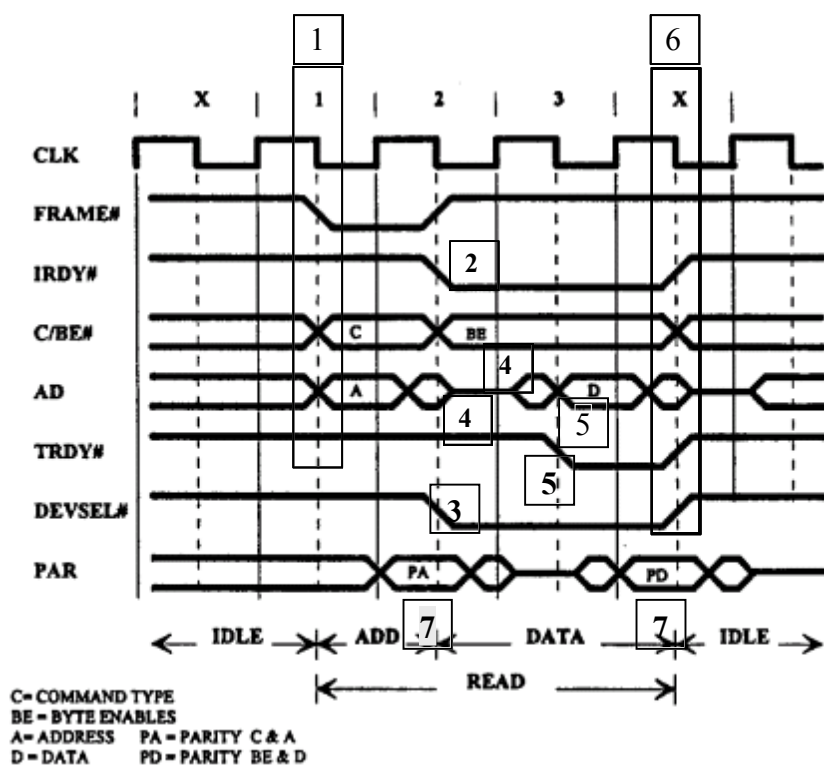 1 6
X 1 2 3 X
CLK
FRAME#
IRDY# 2
C/BE# C BE
4
AD A D
4 5
TRDY#
5
DEVSEL# 3
PAR PA PD
7 7
IDLE ADD DATA IDLE
READ
C= COMMAND TYPE
BE = BYTE ENABLES
A= ADDRESS PA = PARITY C & A
D = DATA PD = PARITY BE & D